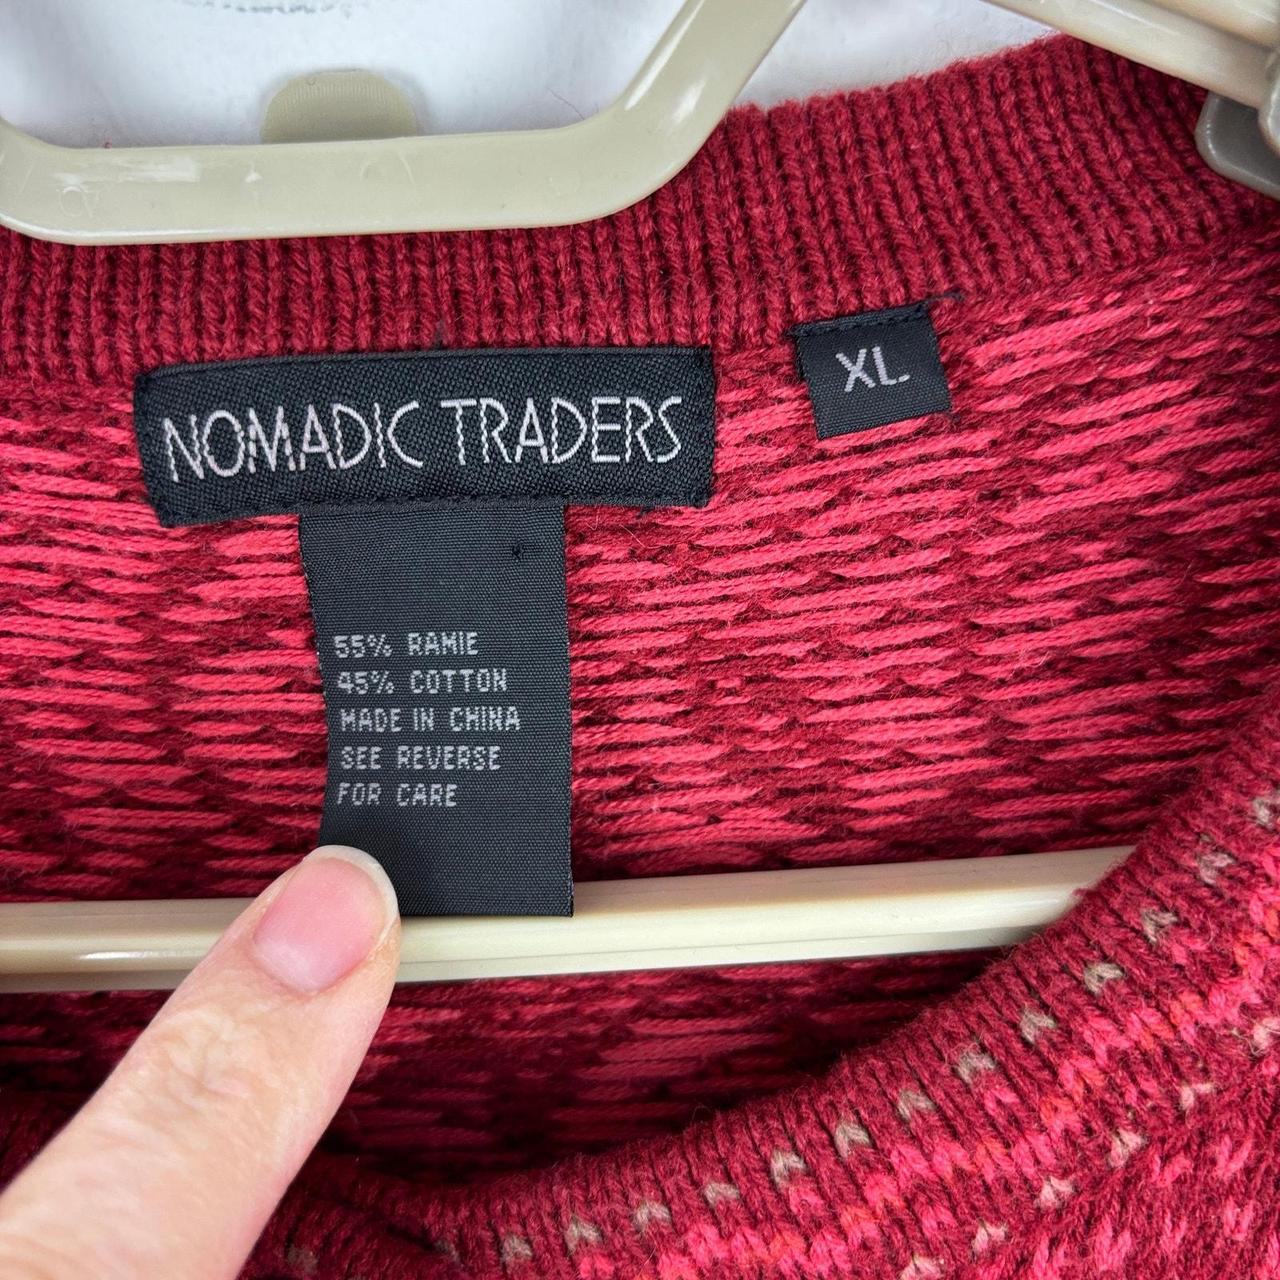 NOMADIC TRADERS
XL.
55% RAMIE
45% COTTON
MADE IN CHINA
SEE REVERSE
FOR CARE